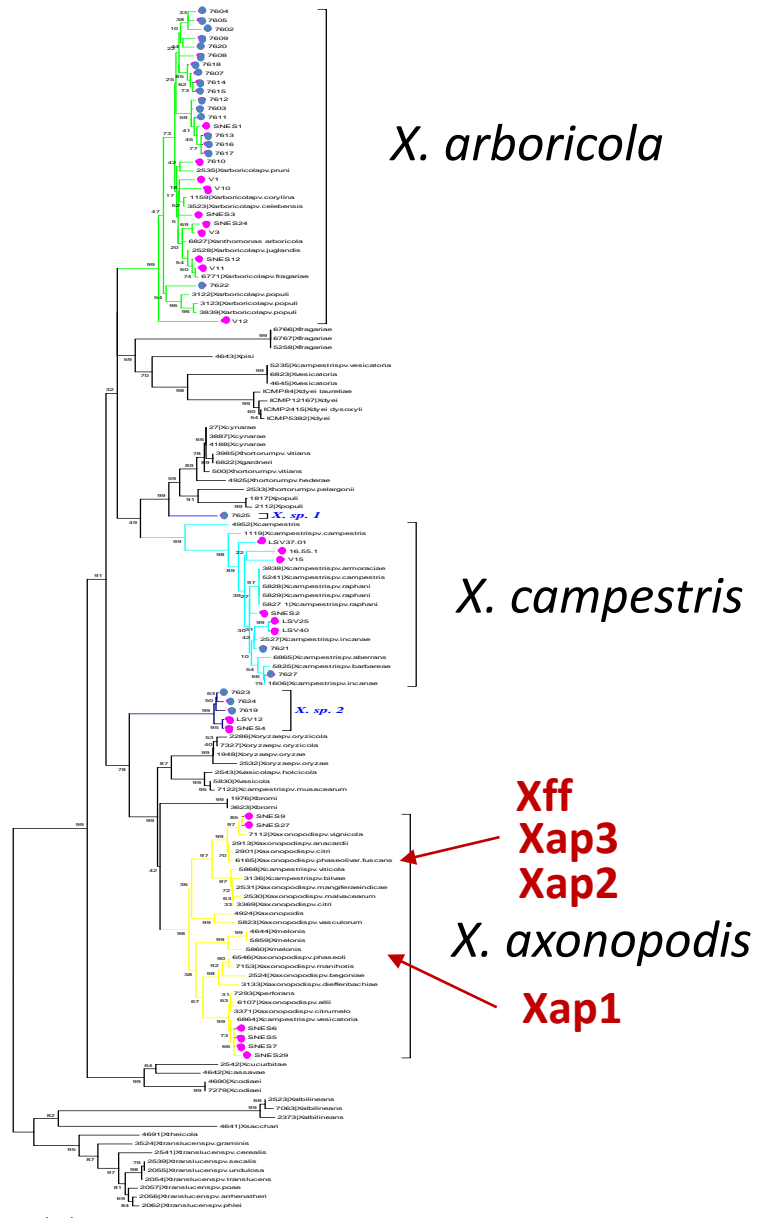 7604
7605
7602
7609
7620
7608
7618
7607
7614
7615
7612
7603
7611
SNES1
7613
7616
7617
7610
2535|Xarboricolapv.pruni
V1
V10
1159|Xarboricolapv.corylina
3523|Xarboricolapv.celebensis
SNES3
SNES24
V3
6827|Xanthomonas arboricola
2528|Xarboricolapv.juglandis
SNES12
V11
6771|Xarboricolapv.fragariae
7622
3122|Xarboricolapv.populi
3123|Xarboricolapv.populi
3839|Xarboricolapv.populi
V12
X. arboricola
6766|Xfragariae
6767|Xfragariae
5258|Xfragariae
4643|Xpisi
5235|Xcampestrispv.vesicatoria
6823|Xvesicatoria
4645|Xvesicatoria
ICMP84|Xdyei laureliae
ICMP12167|Xdyei
ICMP2415|Xdyei dysoxyli
ICMP5382|Xdyei
27|Xcynarae
3887|Xcynarae
4188|Xcynarae
3985|Xhortorumpv.vitians
6822|Xgardneri
500|Xhortorumpv.vitians
4925|Xhortorumpv.hederae
2533|Xhortorumpv.pelargonii
1817|Xpopuli
2112|Xpopuli
7625
X. sp. 1
4952|Xcampestris
1119|Xcampestrispv.campestris
LSV37.01
16.55.1
V15
3838|Xcampestrispv.armoraciae
5241|Xcampestrispv.campestris
5828|Xcampestrispv.raphani
5829|Xcampestrispv.raphani
5827 1|Xcampestrispv.raphani
SNES2
LSV25
LSV40
2527|Xcampestrispv.incanae
7621
6865|Xcampestrispv.aberrans
5825|Xcampestrispv.barbareae
7627
1606|Xcampestrispv.incanae
X. campestris
7623
7624
7619
LSV12
SNES4
X. sp. 2
2286|Xoryzaepv.oryzicola
7327|Xoryzaepv.oryzicola
1948|Xoryzaepv.oryzae
2532|Xoryzaepv.oryzae
2543|Xvasicolapv.holcicola
5830|Xvasicola
7122|Xcampestrispv.musacearum
1976|Xbromi
3623|Xbromi
SNES9
SNES27
7112|Xaxonopodispv.vignicola
2913|Xaxonopodispv.anacardii
2901|Xaxonopodispv.citri
6165|Xaxonopodispv.phaseolivar.fuscans
5868|Xcampestrispv.viticola
3136|Xcampestrispv.bilvae
2531|Xaxonopodispv.mangiferaeindicae
2530|Xaxonopodispv.malvacearum
3369|Xaxonopodispv.citri
4924|Xaxonopodis
5823|Xaxonopodispv.vasculorum
4644|Xmelonis
5859|Xmelonis
5860|Xmelonis
6546|Xaxonopodispv.phaseoli
7153|Xaxonopodispv.manihotis
2524|Xaxonopodispv.begoniae
3133|Xaxonopodispv.dieffenbachiae
7293|Xperforans
6107|Xaxonopodispv.allii
3371|Xaxonopodispv.citrumelo
6864|Xcampestrispv.vesicatoria
SNES6
SNES5
SNES7
SNES29
Xff
Xap3
Xap2
X. axonopodis
Xap1
2542|Xcucurbitae
4642|Xcassavae
4690|Xcodiaei
7279|Xcodiaei
2523|Xalbilineans
7063|Xalbilineans
2373|Xalbilineans
4641|Xsacchari
4691|Xtheicola
3524|Xtranslucenspv.graminis
2541|Xtranslucenspv.cerealis
2539|Xtranslucenspv.secalis
2055|Xtranslucenspv.undulosa
2054|Xtranslucenspv.translucens
2057|Xtranslucenspv.poae
2056|Xtranslucenspv.arrhenatheri
2062|Xtranslucenspv.phlei